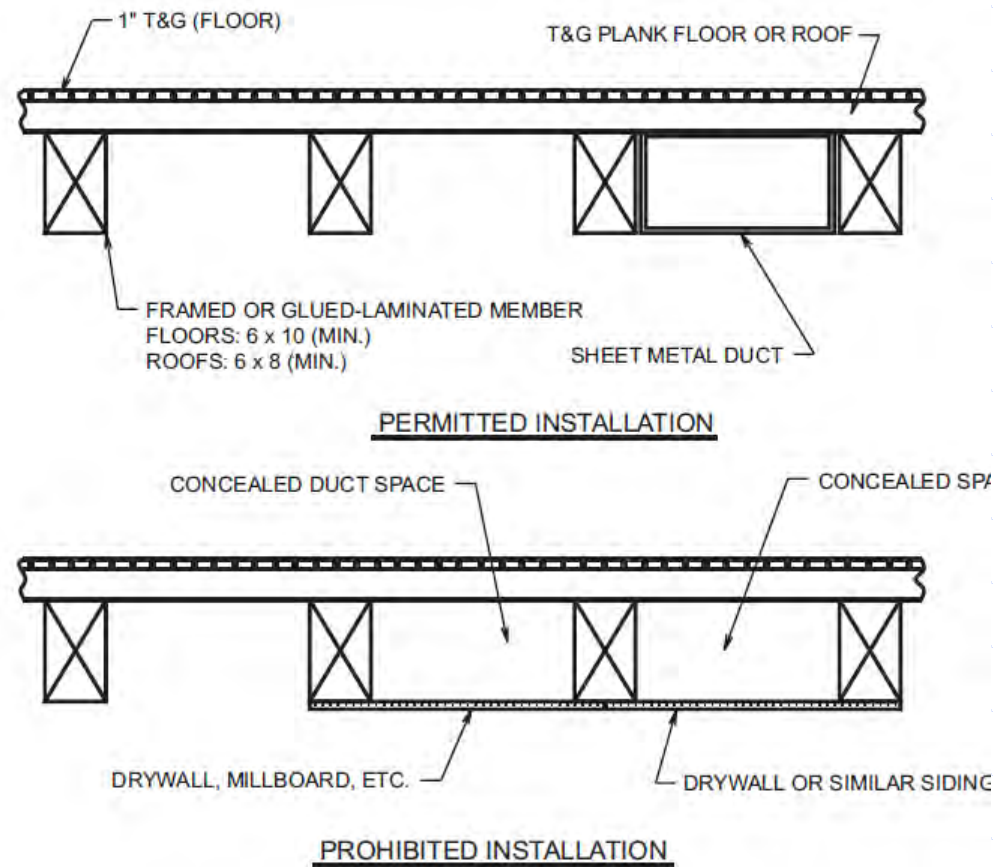 1" T&G (FLOOR)
T&G PLANK FLOOR OR ROOF
FRAMED OR GLUED-LAMINATED MEMBER
FLOORS: 6 x 10 (MIN.)
ROOFS: 6 x 8 (MIN.)
SHEET METAL DUCT
PERMITTED INSTALLATION
CONCEALED DUCT SPACE
CONCEALED
DRYWALL, MILLBOARD, ETC.
DRYWALL OR SIMILAR SIDING
PROHIBITED INSTALLATION